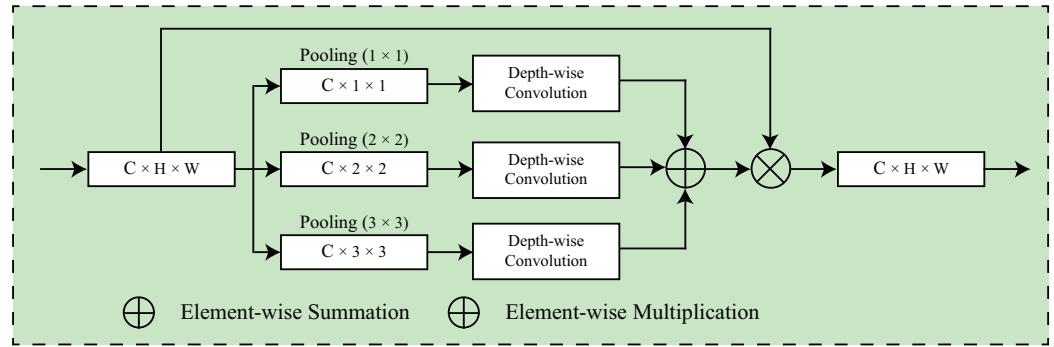 Pooling (1 × 1)
C × 1 × 1
Depth-wise
Convolution
Pooling (2 × 2)
C × H × W
C × 2 × 2
Depth-wise
Convolution
C × H × W
Pooling (3 × 3)
C × 3 × 3
Depth-wise
Convolution
Element-wise Summation
Element-wise Multiplication